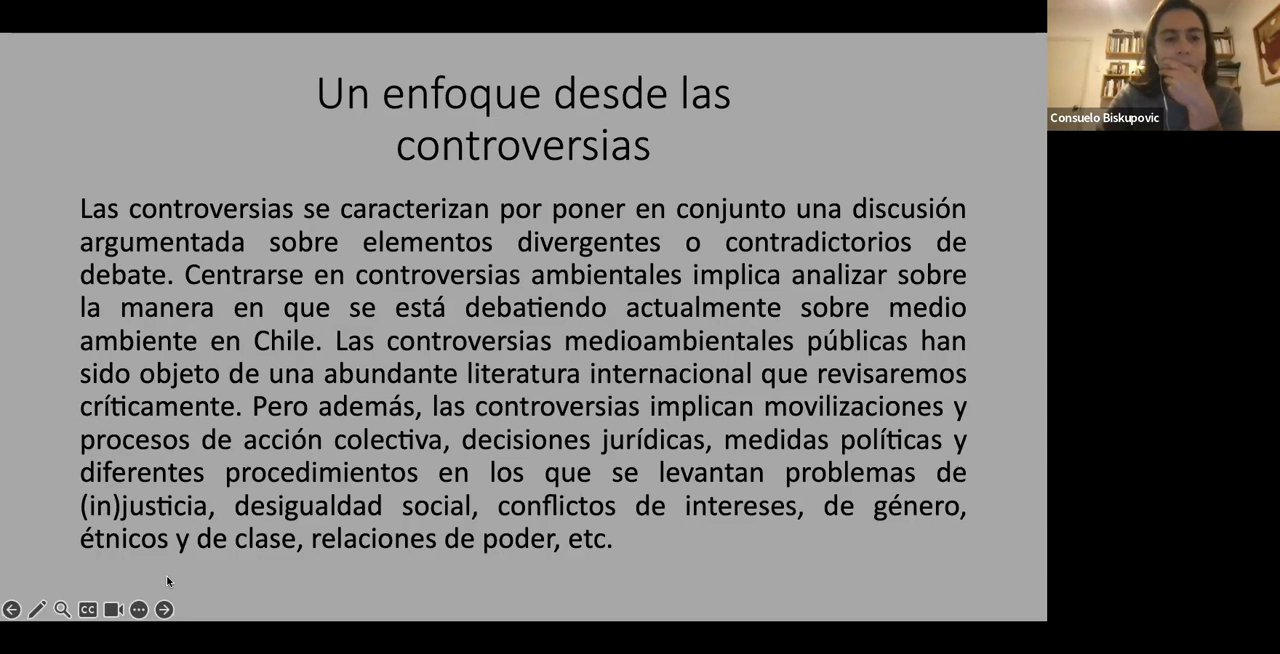 Un enfoque desde las
controversias
Las controversias se caracterizan por poner en conjunto una discusión
argumentada sobre elementos divergentes o contradictorios de
debate. Centrarse en controversias ambientales implica analizar sobre
la manera en que se está debatiendo actualmente sobre medio
ambiente en Chile. Las controversias medioambientales públicas han
sido objeto de una abundante literatura internacional que revisaremos
críticamente. Pero además, las controversias implican movilizaciones y
procesos de acción colectiva, decisiones jurídicas, medidas políticas y
diferentes procedimientos en los que se levantan problemas de
(in)justicia, desigualdad social, conflictos de intereses, de género,
étnicos y de clase, relaciones de poder, etc.
Consuelo Biskupovic
CC